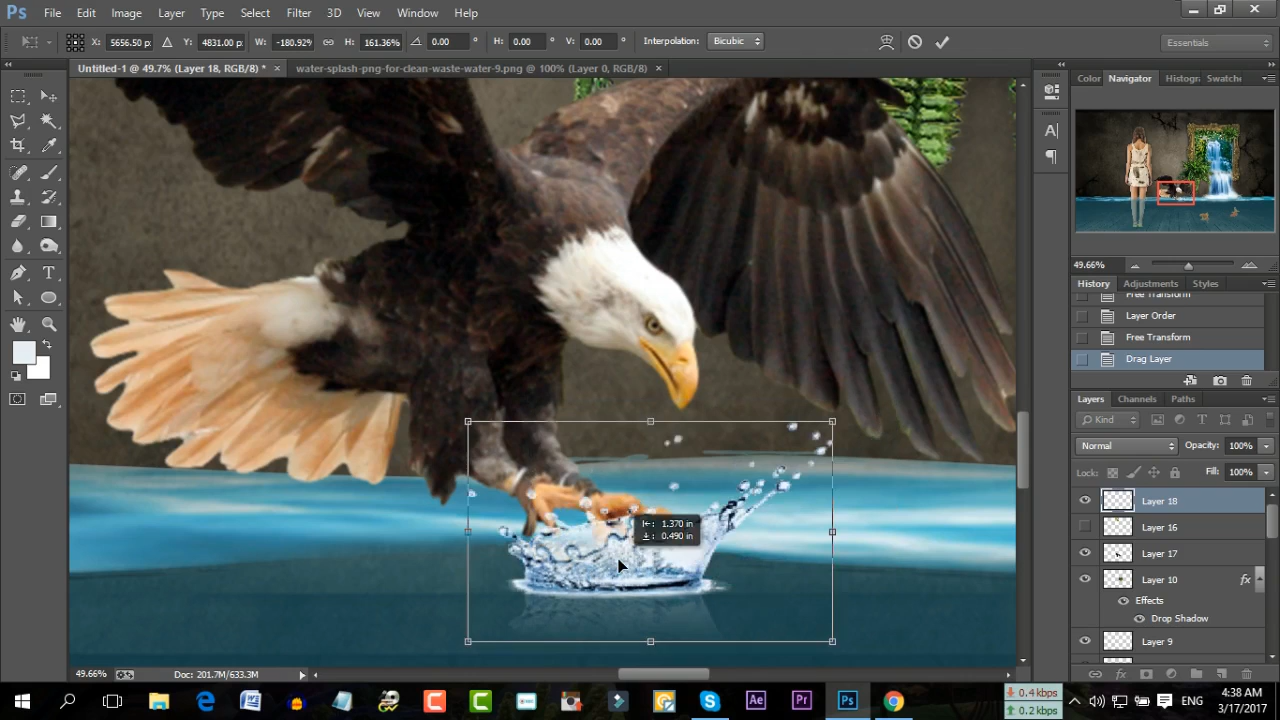 Ps File Edit Image Layer Type Select Filter 3D View Window Help
X: 5656.50 px Y: 4831.00 px W: -180.92% H: 161.36% 0.00 ° H: 0.00 ° V: 0.00 ° Interpolation: Bicubic Essentials
Untitled-1 @ 49.7% (Layer 18, RGB/8) * × water-splash-png-for-clean-waste-water-9.png @ 100% (Layer 0, RGB/8) ×
Color Navigator Histogr Swatche
49.66%
History Adjustments Styles
Free Transform
Layer Order
Free Transform
Drag Layer
Layers Channels Paths
Kind
Normal Opacity: 100%
Lock: Fill: 100%
Layer 18
Layer 16
Layer 17
Layer 10 fx
Effects
Drop Shadow
Layer 9
1.370 in
0.490 in
49.66% Doc: 201.7M/633.3M
0.4 kbps
0.2 kbps
ENG
4:38 AM
3/17/2017